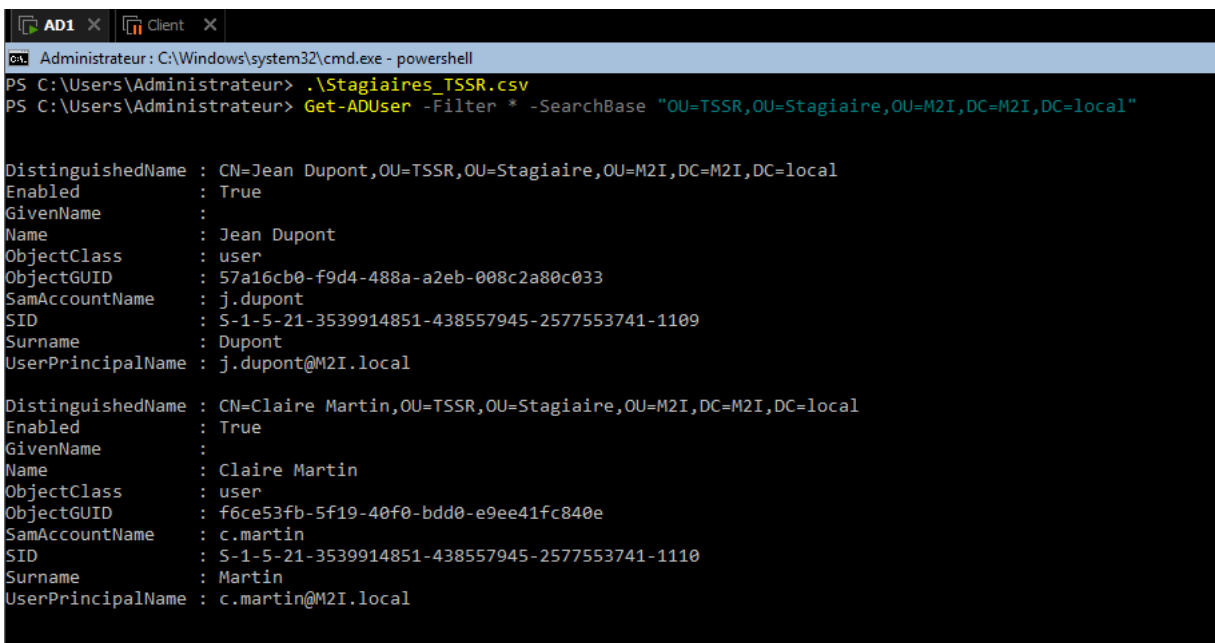 AD1 × Client ×
Administrateur : C:\Windows\system32\cmd.exe - powershell
PS C:\Users\Administrateur> .\Stagiaires_TSSR.csv
PS C:\Users\Administrateur> Get-ADUser -Filter * -SearchBase "OU=TSSR,OU=Stagiaire,OU=M2I,DC=M2I,DC=local"
DistinguishedName : CN=Jean Dupont,OU=TSSR,OU=Stagiaire,OU=M2I,DC=M2I,DC=local
Enabled : True
GivenName :
Name : Jean Dupont
ObjectClass : user
ObjectGUID : 57a16cb0-f9d4-488a-a2eb-008c2a80c033
SamAccountName : j.dupont
SID : S-1-5-21-3539914851-438557945-2577553741-1109
Surname : Dupont
UserPrincipalName : j.dupont@M2I.local
DistinguishedName : CN=Claire Martin,OU=TSSR,OU=Stagiaire,OU=M2I,DC=M2I,DC=local
Enabled : True
GivenName :
Name : Claire Martin
ObjectClass : user
ObjectGUID : f6ce53fb-5f19-40f0-bdd0-e9ee41fc840e
SamAccountName : c.martin
SID : S-1-5-21-3539914851-438557945-2577553741-1110
Surname : Martin
UserPrincipalName : c.martin@M2I.local